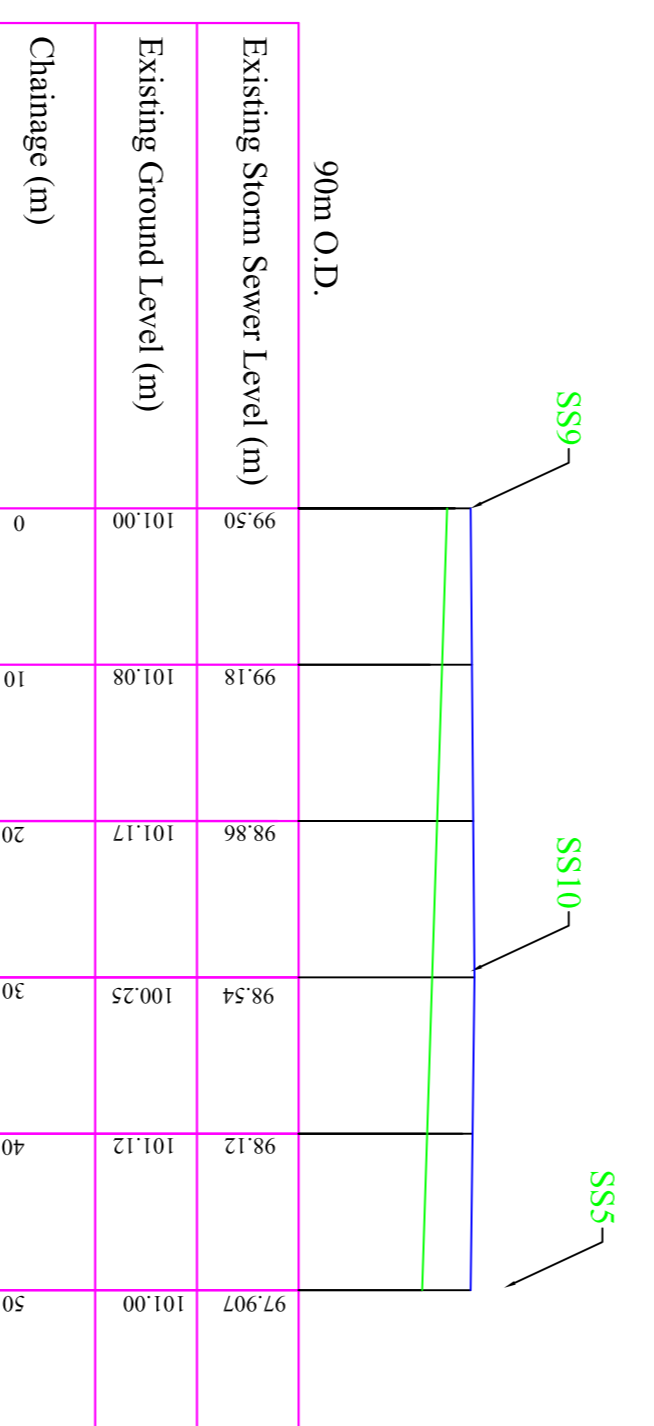 SS9
SS10
SS5
90m O.D.
Existing Storm Sewer Level (m) 99.50 99.18 98.86 98.54 98.12 97.907
Existing Ground Level (m) 101.00 101.08 101.17 100.25 101.12 101.00
Chainage (m) 0 10 20 30 40 50